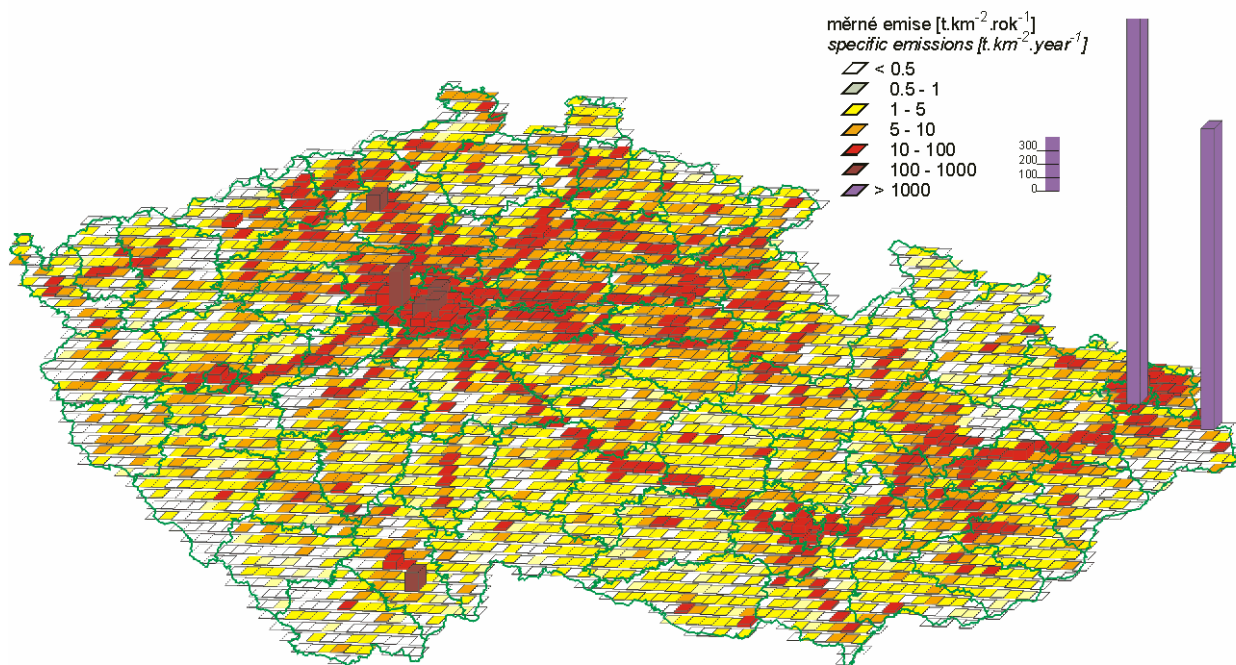 měrné emise [t.km⁻².rok⁻¹]
specific emissions [t.km⁻².year⁻¹]
< 0.5
0.5 - 1
1 - 5
5 - 10
10 - 100
100 - 1000
> 1000
300
200
100
0